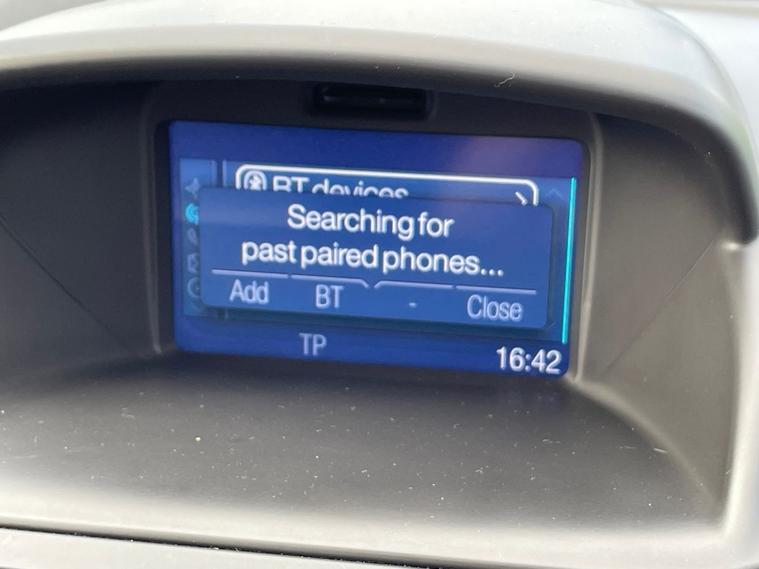 BT devices
Searching for
past paired phones...
Add BT - Close
TP 16:42